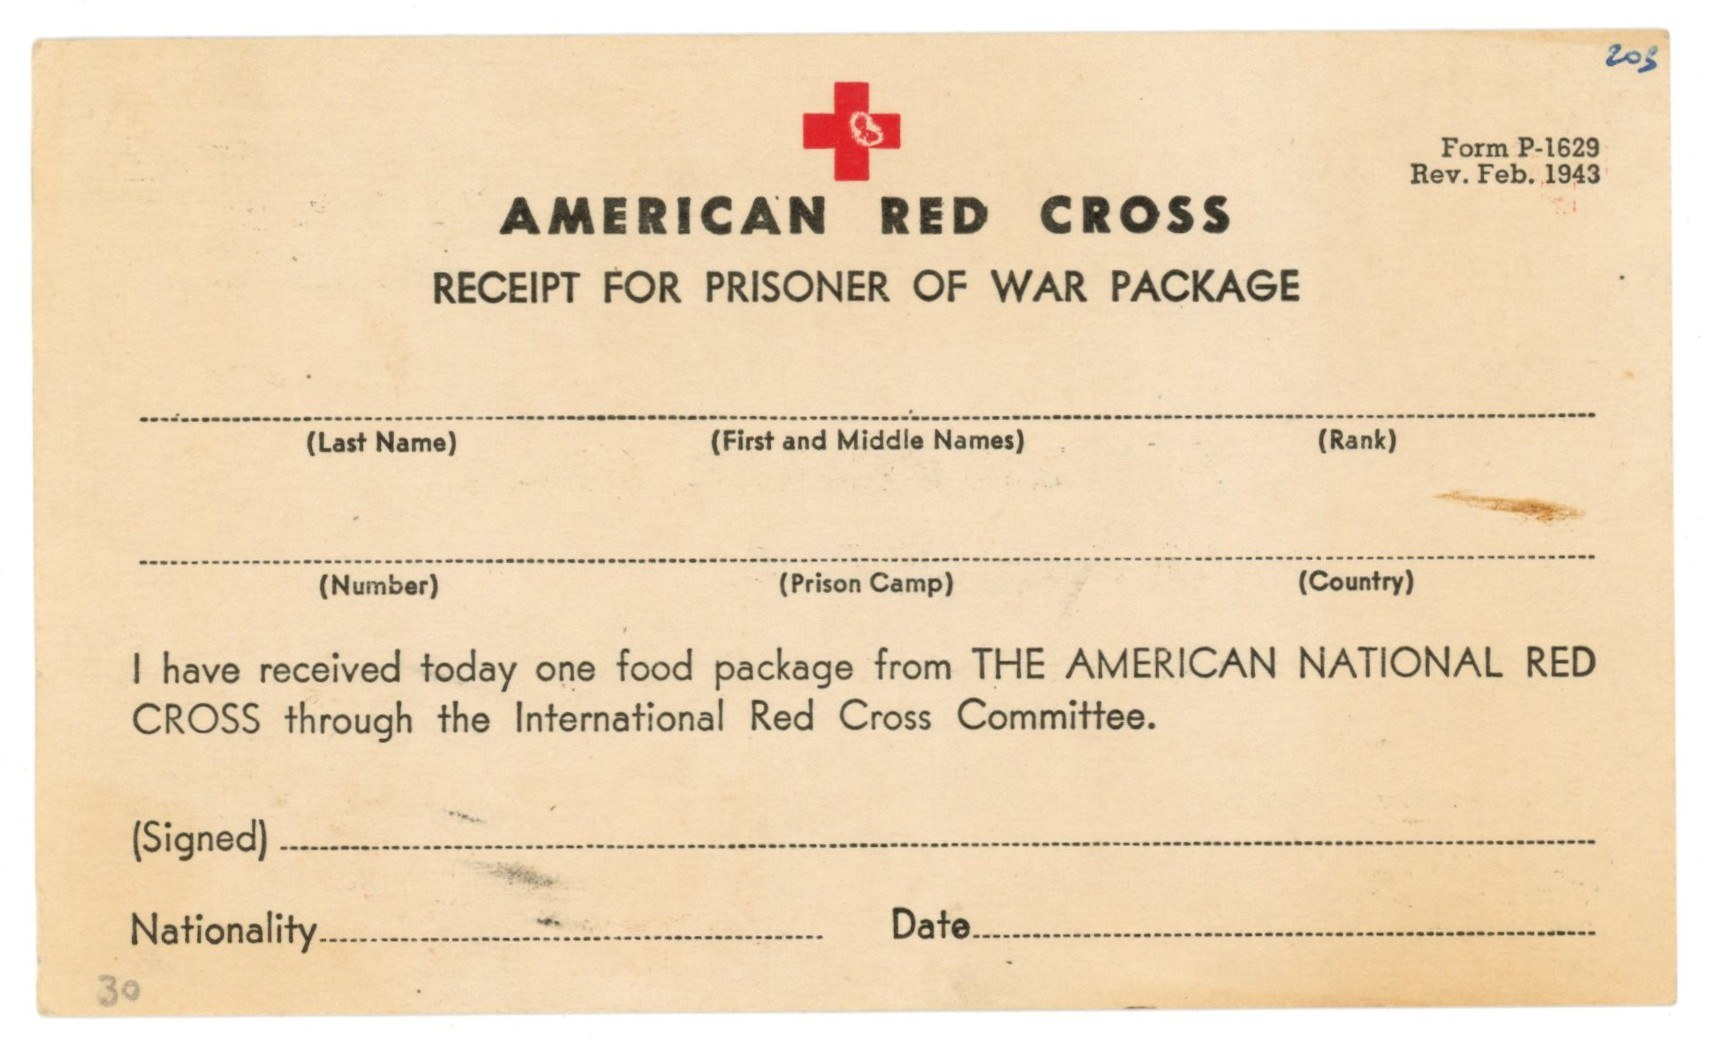 203
Form P-1629
Rev. Feb. 1943
AMERICAN RED CROSS
RECEIPT FOR PRISONER OF WAR PACKAGE
(Last Name) (First and Middle Names) (Rank)
(Number) (Prison Camp) (Country)
I have received today one food package from THE AMERICAN NATIONAL RED
CROSS through the International Red Cross Committee.
(Signed)
Nationality Date
30